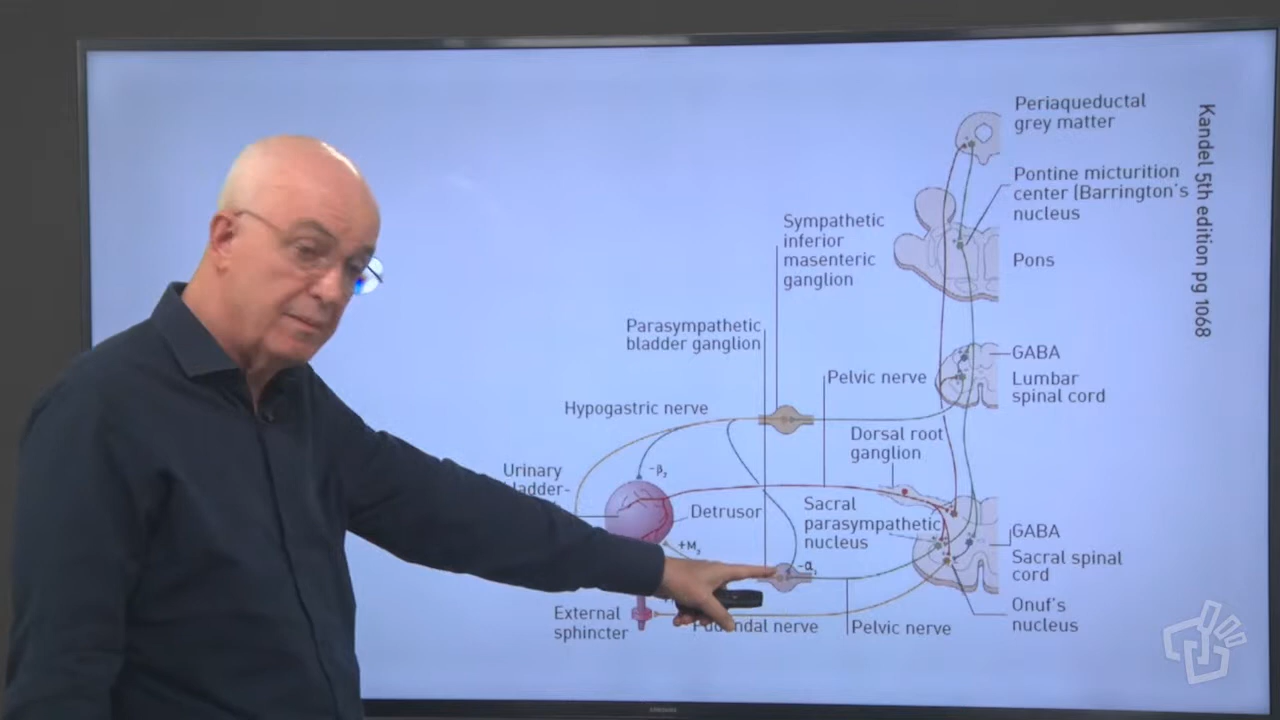 Periaqueductal
grey matter
Pontine micturition
center (Barrington's
nucleus
Pons
Kandel 5th edition pg 1068
Sympathetic
inferior
masenteric
ganglion
Parasympathetic
bladder ganglion
GABA
Lumbar
spinal cord
Pelvic nerve
Hypogastric nerve
Dorsal root
ganglion
Urinary
-β₂
Detrusor
Sacral
parasympathetic
nucleus
GABA
Sacral spinal
cord
+M₃
-α₁
Onuf's
nucleus
External
sphincter
nerve
Pelvic nerve